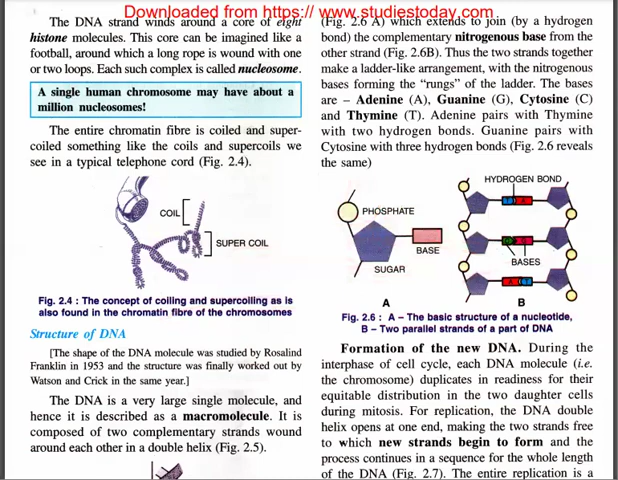 Downloaded from https:// www.studiestoday.com
The DNA strand winds around a core of eight
histone molecules. This core can be imagined like a
football, around which a long rope is wound with one
or two loops. Each such complex is called nucleosome.
A single human chromosome may have about a
million nucleosomes!
The entire chromatin fibre is coiled and super-
coiled something like the coils and supercoils we
see in a typical telephone cord (Fig. 2.4).
COIL
SUPER COIL
Fig. 2.4 : The concept of coiling and supercoiling as is
also found in the chromatin fibre of the chromosomes
Structure of DNA
[The shape of the DNA molecule was studied by Rosalind
Franklin in 1953 and the structure was finally worked out by
Watson and Crick in the same year.]
The DNA is a very large single molecule, and
hence it is described as a macromolecule. It is
composed of two complementary strands wound
around each other in a double helix (Fig. 2.5).
(Fig. 2.6 A) which extends to join (by a hydrogen
bond) the complementary nitrogenous base from the
other strand (Fig. 2.6B). Thus the two strands together
make a ladder-like arrangement, with the nitrogenous
bases forming the “rungs” of the ladder. The bases
are – Adenine (A), Guanine (G), Cytosine (C)
and Thymine (T). Adenine pairs with Thymine
with two hydrogen bonds. Guanine pairs with
Cytosine with three hydrogen bonds (Fig. 2.6 reveals
the same)
HYDROGEN BOND
PHOSPHATE
T A
BASE
SUGAR
BASES
A
B
Fig. 2.6 : A – The basic structure of a nucleotide,
B – Two parallel strands of a part of DNA
Formation of the new DNA. During the
interphase of cell cycle, each DNA molecule (i.e.
the chromosome) duplicates in readiness for their
equitable distribution in the two daughter cells
during mitosis. For replication, the DNA double
helix opens at one end, making the two strands free
to which new strands begin to form and the
process continues in a sequence for the whole length
of the DNA (Fig. 2.7). The entire replication is a